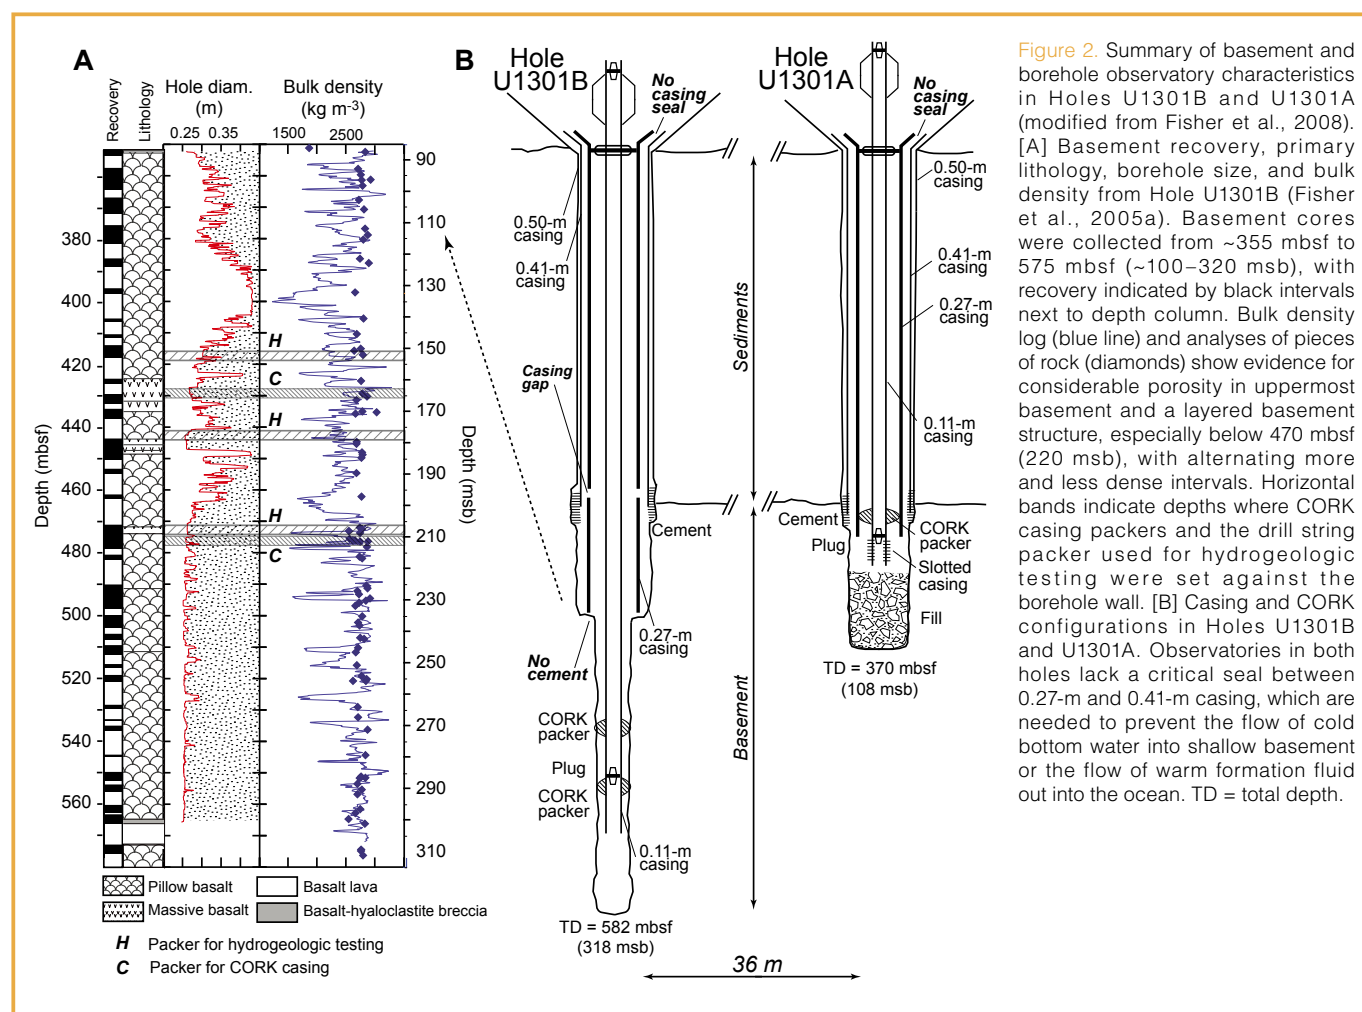 A
Recovery
Lithology
Hole diam.
(m)
0.25 0.35
Bulk density
(kg m-3)
1500 2500
Depth (mbsf)
380
400
420
440
460
480
500
520
540
560
90
110
130
150
170
190
210
230
250
270
290
310
Depth (msb)
H
C
H
H
C
Pillow basalt
Basalt lava
Massive basalt
Basalt-hyaloclastite breccia
H Packer for hydrogeologic testing
C Packer for CORK casing
B
Hole
U1301B
No
casing
seal
0.50-m
casing
0.41-m
casing
Casing
gap
Cement
0.27-m
casing
No
cement
CORK
packer
Plug
CORK
packer
0.11-m
casing
TD = 582 mbsf
(318 msb)
Sediments
Basement
36 m
Hole
U1301A
No
casing
seal
0.50-m
casing
0.41-m
casing
0.27-m
casing
0.11-m
casing
Cement
Plug
CORK
packer
Slotted
casing
Fill
TD = 370 mbsf
(108 msb)
Figure 2. Summary of basement and
borehole observatory characteristics
in Holes U1301B and U1301A
(modified from Fisher et al., 2008).
[A] Basement recovery, primary
lithology, borehole size, and bulk
density from Hole U1301B (Fisher
et al., 2005a). Basement cores
were collected from ~355 mbsf to
575 mbsf (~100–320 msb), with
recovery indicated by black intervals
next to depth column. Bulk density
log (blue line) and analyses of pieces
of rock (diamonds) show evidence for
considerable porosity in uppermost
basement and a layered basement
structure, especially below 470 mbsf
(220 msb), with alternating more
and less dense intervals. Horizontal
bands indicate depths where CORK
casing packers and the drill string
packer used for hydrogeologic
testing were set against the
borehole wall. [B] Casing and CORK
configurations in Holes U1301B
and U1301A. Observatories in both
holes lack a critical seal between
0.27-m and 0.41-m casing, which are
needed to prevent the flow of cold
bottom water into shallow basement
or the flow of warm formation fluid
out into the ocean. TD = total depth.